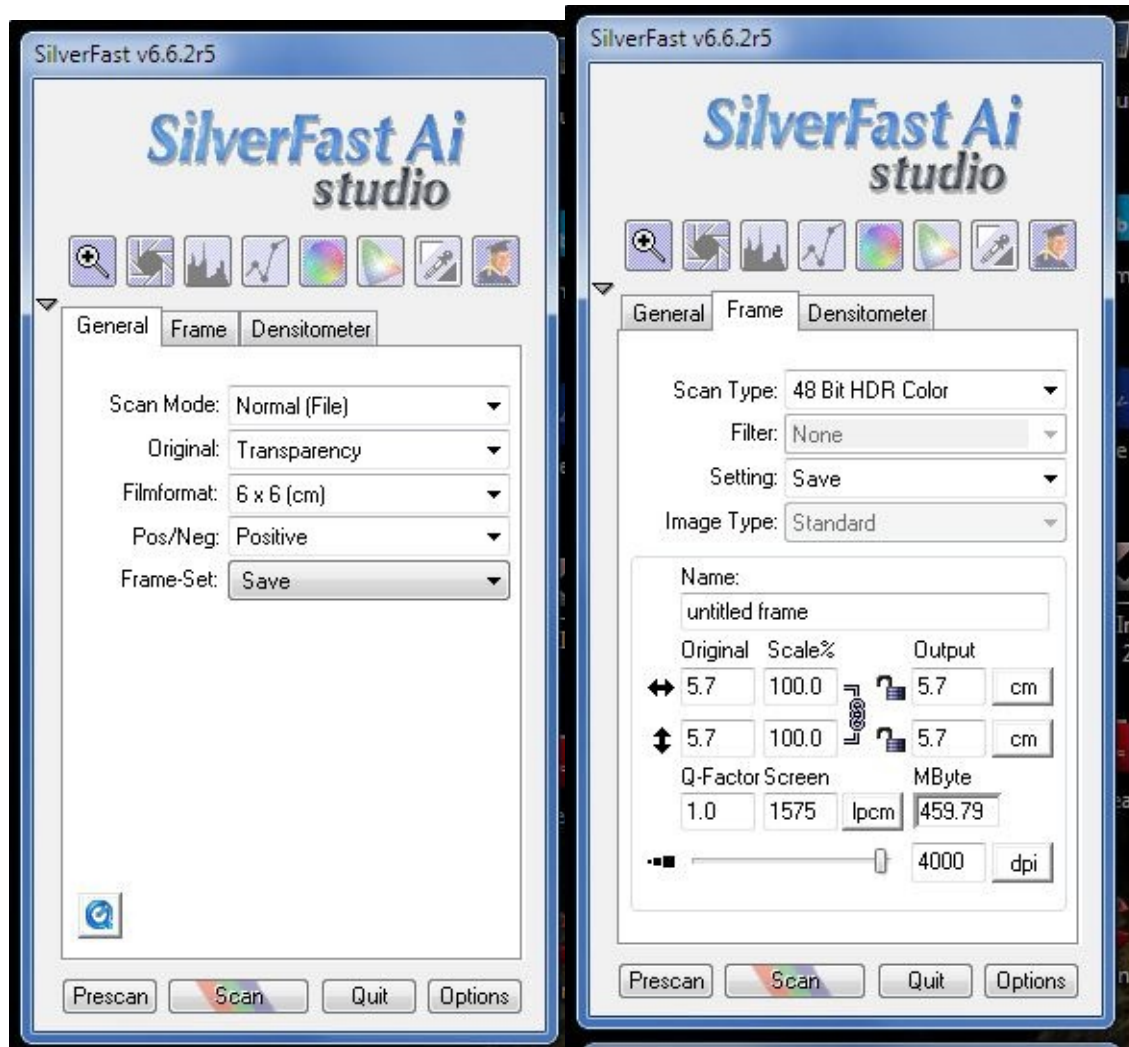 SilverFast v6.6.2r5
SilverFast Ai
studio
General Frame Densitometer
Scan Mode: Normal (File)
Original: Transparency
Filmformat: 6 x 6 (cm)
Pos/Neg: Positive
Frame-Set: Save
Prescan Scan Quit Options
SilverFast v6.6.2r5
SilverFast Ai
studio
General Frame Densitometer
Scan Type: 48 Bit HDR Color
Filter: None
Setting: Save
Image Type: Standard
Name:
untitled frame
Original Scale% Output
5.7 100.0 5.7 cm
5.7 100.0 5.7 cm
Q-Factor Screen MByte
1.0 1575 lpcm 459.79
4000 dpi
Prescan Scan Quit Options